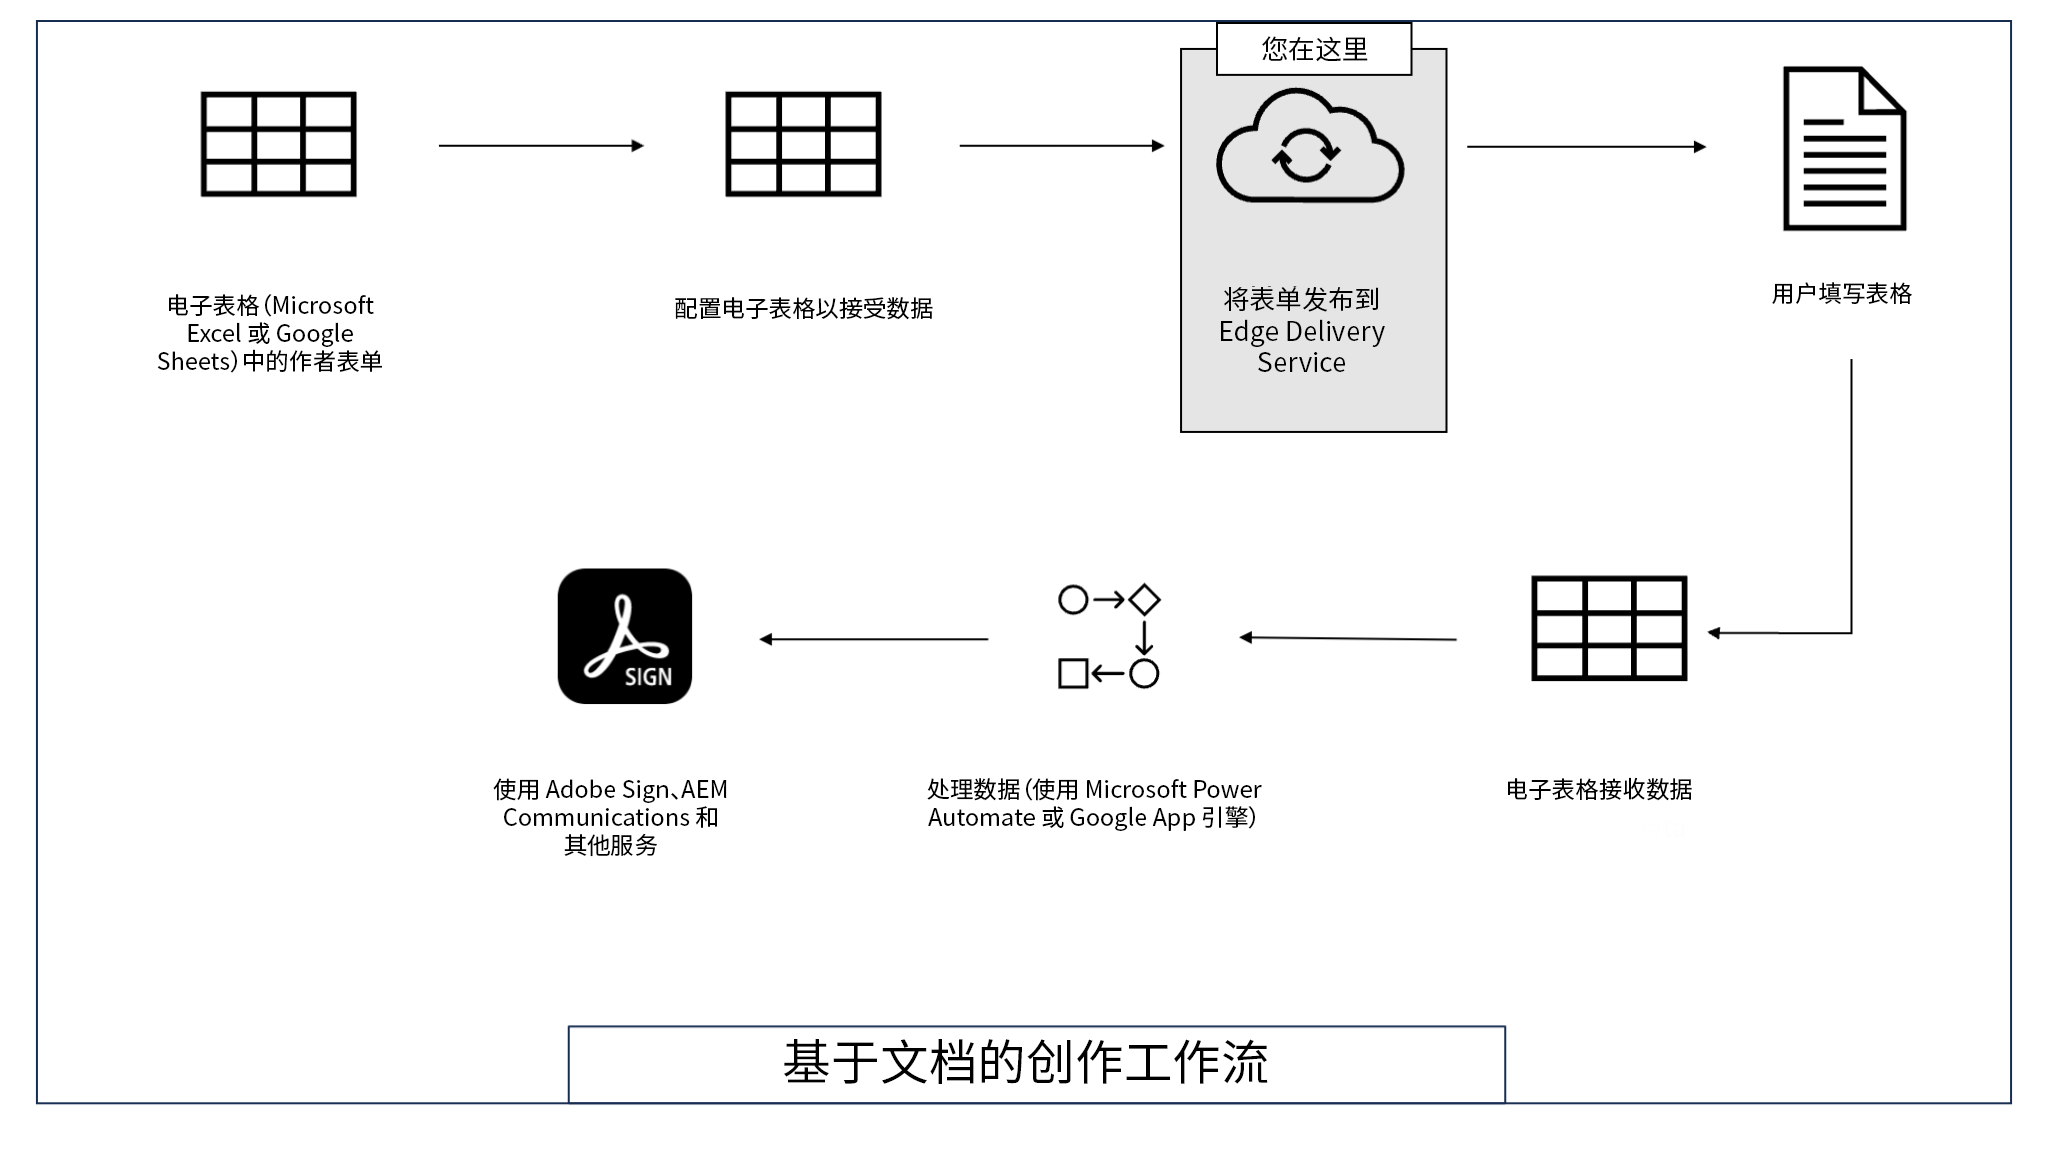 您在这里
电子表格（Microsoft
Excel 或 Google
Sheets）中的作者表单
配置电子表格以接受数据
将表单发布到
Edge Delivery
Service
用户填写表格
SIGN
使用 Adobe Sign、AEM
Communications 和
其他服务
处理数据（使用 Microsoft Power
Automate 或 Google App 引擎）
电子表格接收数据
基于文档的创作工作流